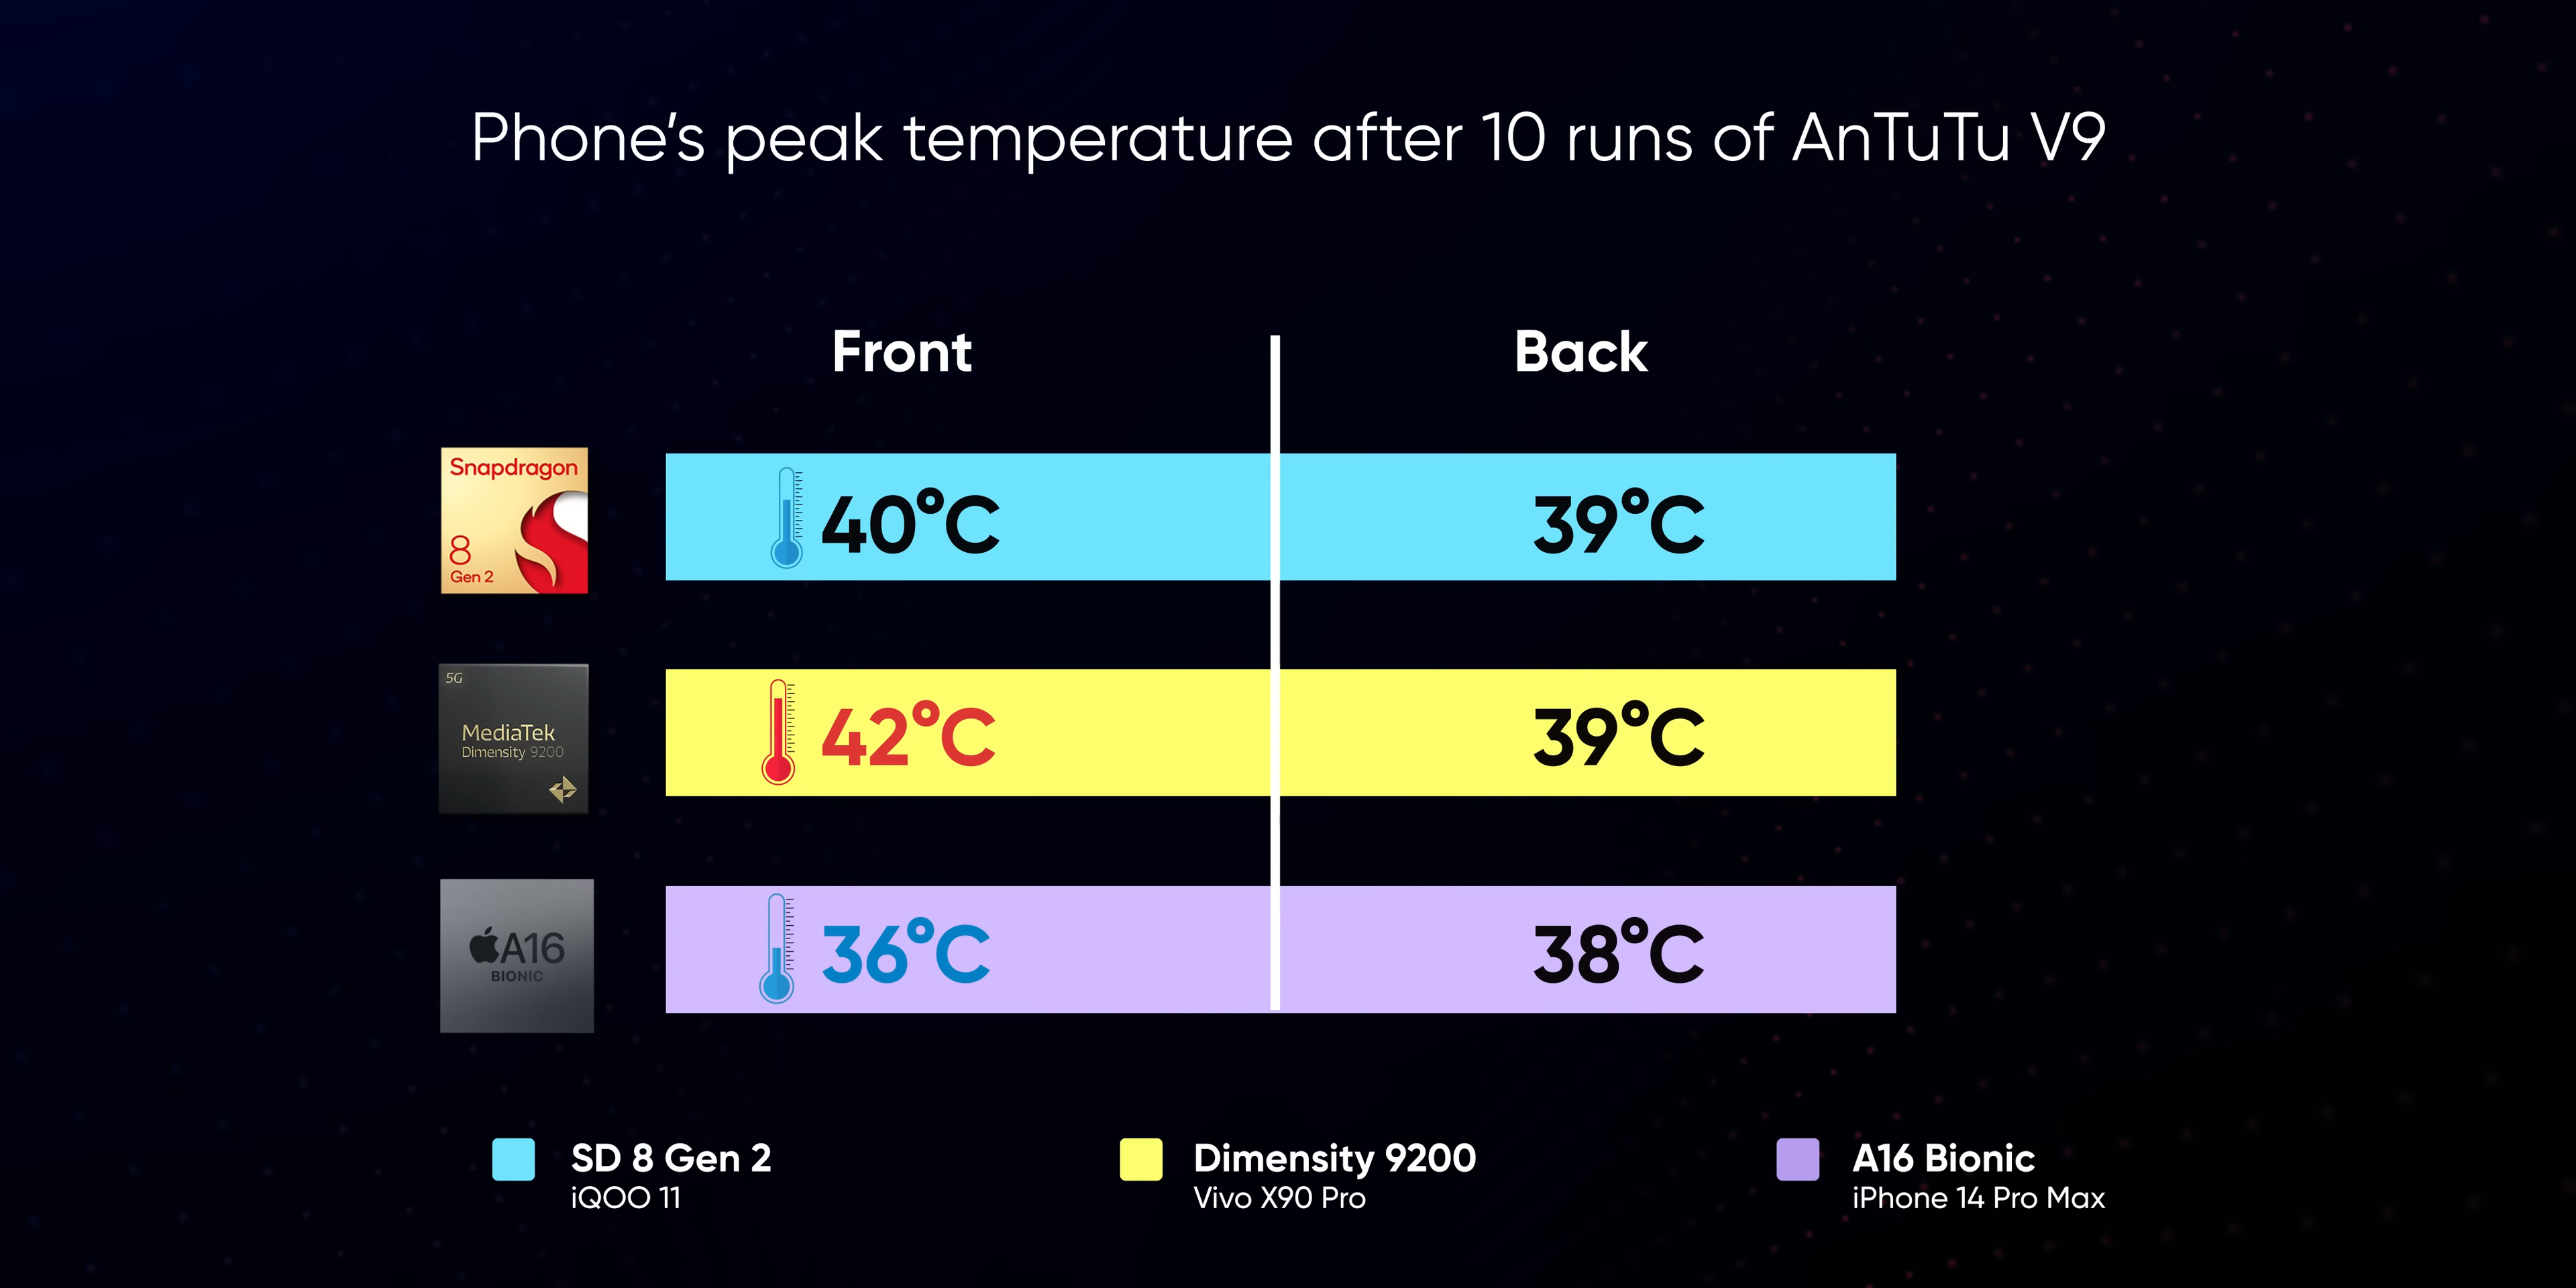 Phone’s peak temperature after 10 runs of AnTuTu V9
Front Back
Snapdragon
8
Gen 2
40°C 39°C
5G
MediaTek
Dimensity 9200
42°C 39°C
A16
BIONIC
36°C 38°C
SD 8 Gen 2
iQOO 11
Dimensity 9200
Vivo X90 Pro
A16 Bionic
iPhone 14 Pro Max